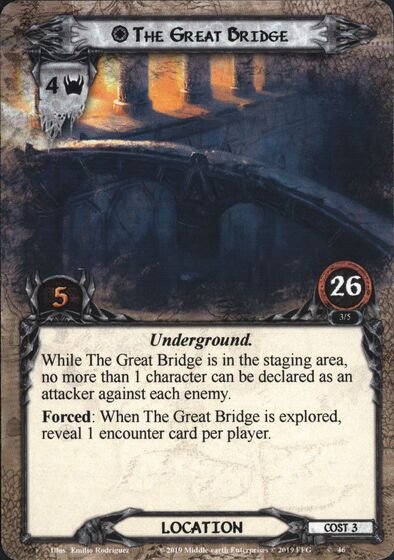 The Great Bridge
4
5
26
3/5
Underground.
While The Great Bridge is in the staging area,
no more than 1 character can be declared as an
attacker against each enemy.
Forced: When The Great Bridge is explored,
reveal 1 encounter card per player.
LOCATION
COST 3
Illus. Emilio Rodriguez
©2019 Middle-earth Enterprises © 2019 FFG
46